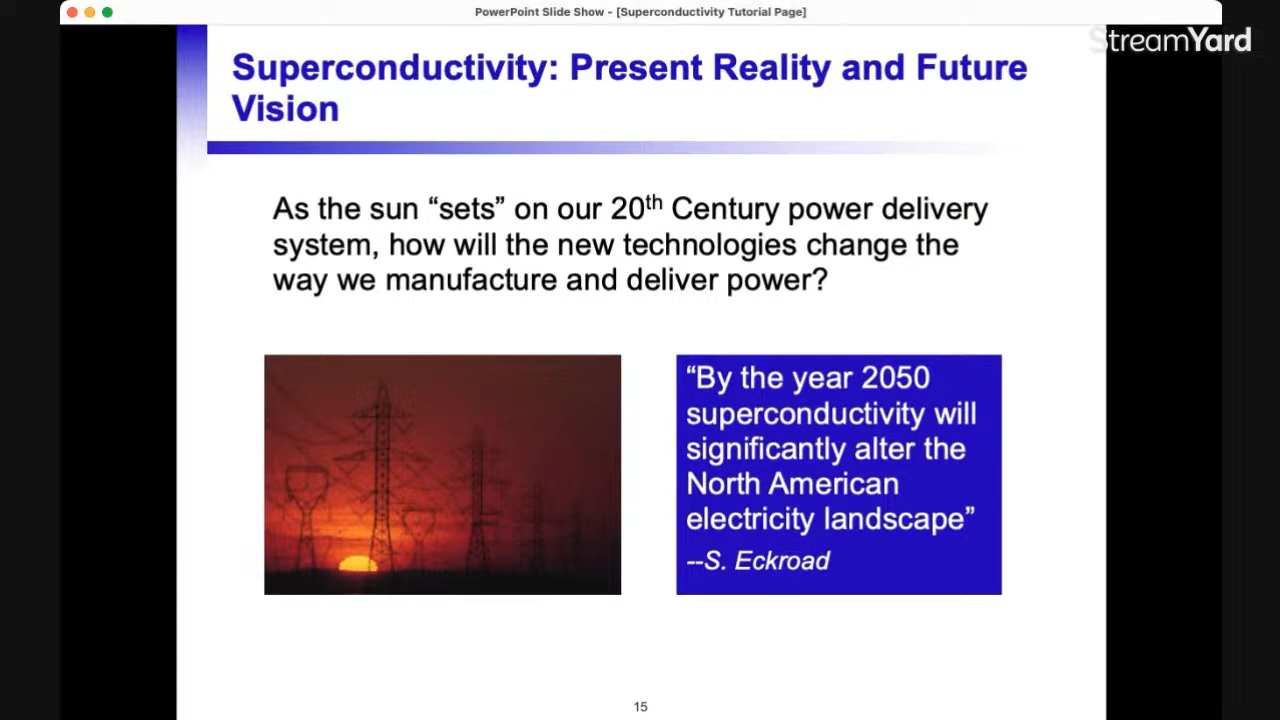 PowerPoint Slide Show - [Superconductivity Tutorial Page]
StreamYard
Superconductivity: Present Reality and Future
Vision
As the sun “sets” on our 20th Century power delivery
system, how will the new technologies change the
way we manufacture and deliver power?
“By the year 2050
superconductivity will
significantly alter the
North American
electricity landscape”
--S. Eckroad
15